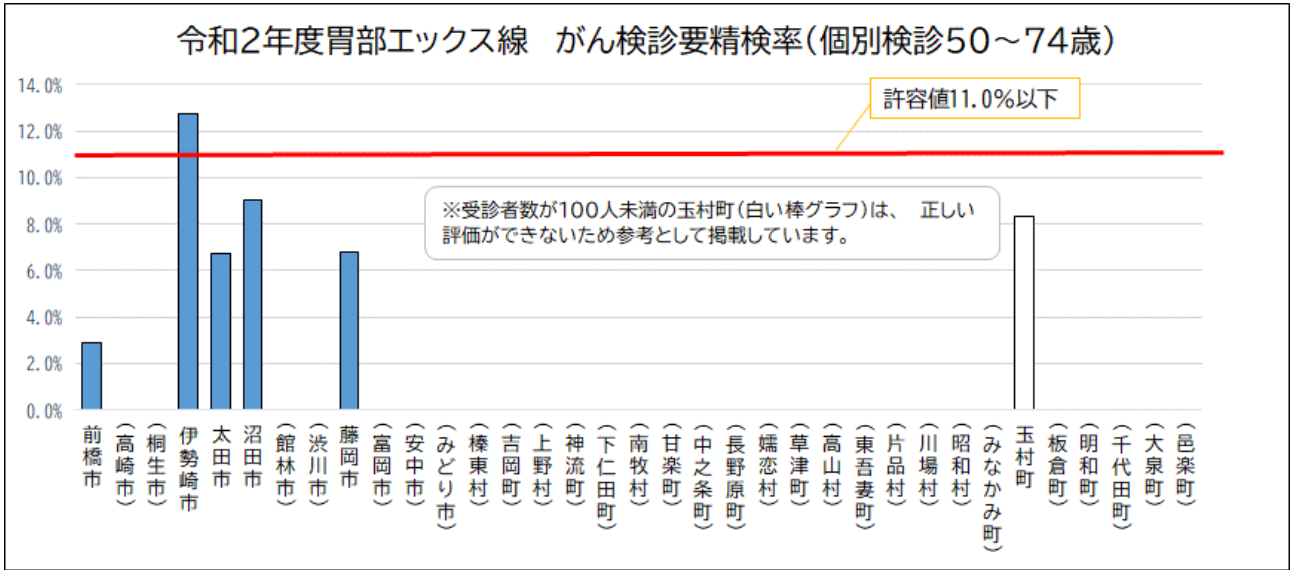 令和2年度胃部エックス線　がん検診要精検率(個別検診50～74歳)
14.0%
12.0%
10.0%
8.0%
6.0%
4.0%
2.0%
0.0%
許容値11.0%以下
※受診者数が100人未満の玉村町(白い棒グラフ)は、　正しい
評価ができないため参考として掲載しています。
前橋市
(高崎市)
(桐生市)
伊勢崎市
太田市
沼田市
(館林市)
(渋川市)
藤岡市
(富岡市)
(安中市)
(みどり市)
(榛東村)
(吉岡町)
(上野村)
(神流町)
(下仁田町)
(南牧村)
(甘楽町)
(中之条町)
(長野原町)
(嬬恋村)
(草津町)
(高山村)
(東吾妻町)
(片品村)
(川場村)
(昭和村)
(みなかみ町)
玉村町
(板倉町)
(明和町)
(千代田町)
(大泉町)
(邑楽町)